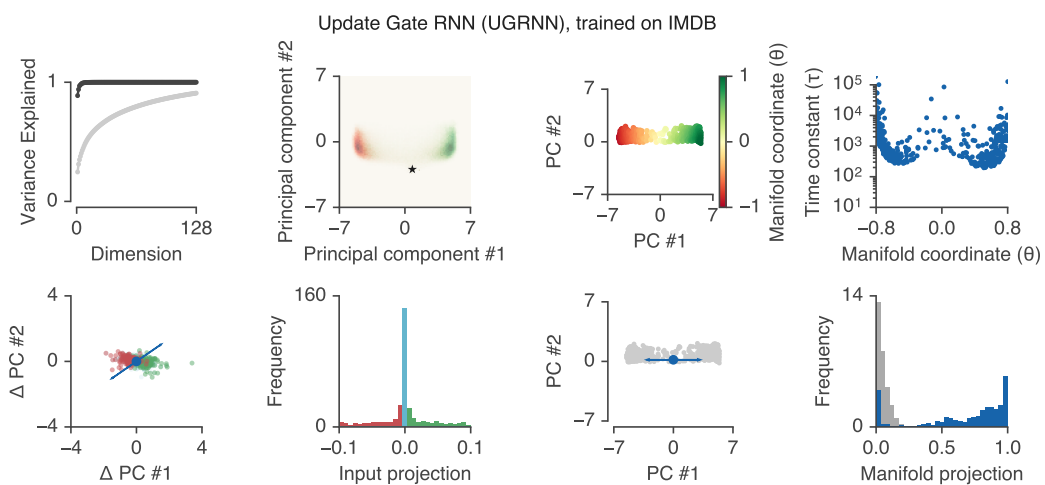 Update Gate RNN (UGRNN), trained on IMDB
Variance Explained
1
0
0
128
Dimension
Principal component #2
7
0
−7
−7
0
7
Principal component #1
PC #2
7
0
−7
−7
0
7
PC #1
1
0
−1
Manifold coordinate (θ)
Time constant (τ)
10⁵
10⁴
10³
10²
10¹
−0.8
0.0
0.8
Manifold coordinate (θ)
Δ PC #2
4
0
−4
−4
0
4
Δ PC #1
Frequency
160
0
−0.1
0.0
0.1
Input projection
PC #2
7
0
−7
−7
0
7
PC #1
Frequency
14
0
0.0
0.5
1.0
Manifold projection